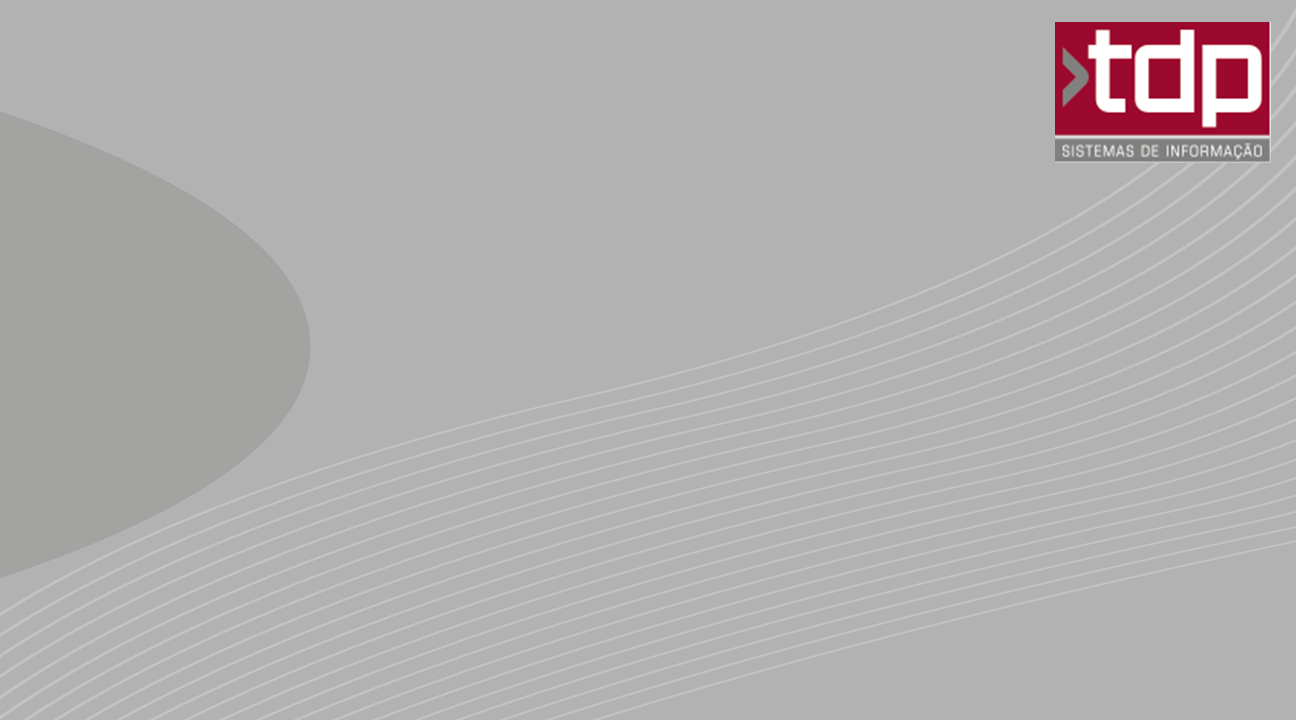 tdp
SISTEMAS DE INFORMAÇÃO